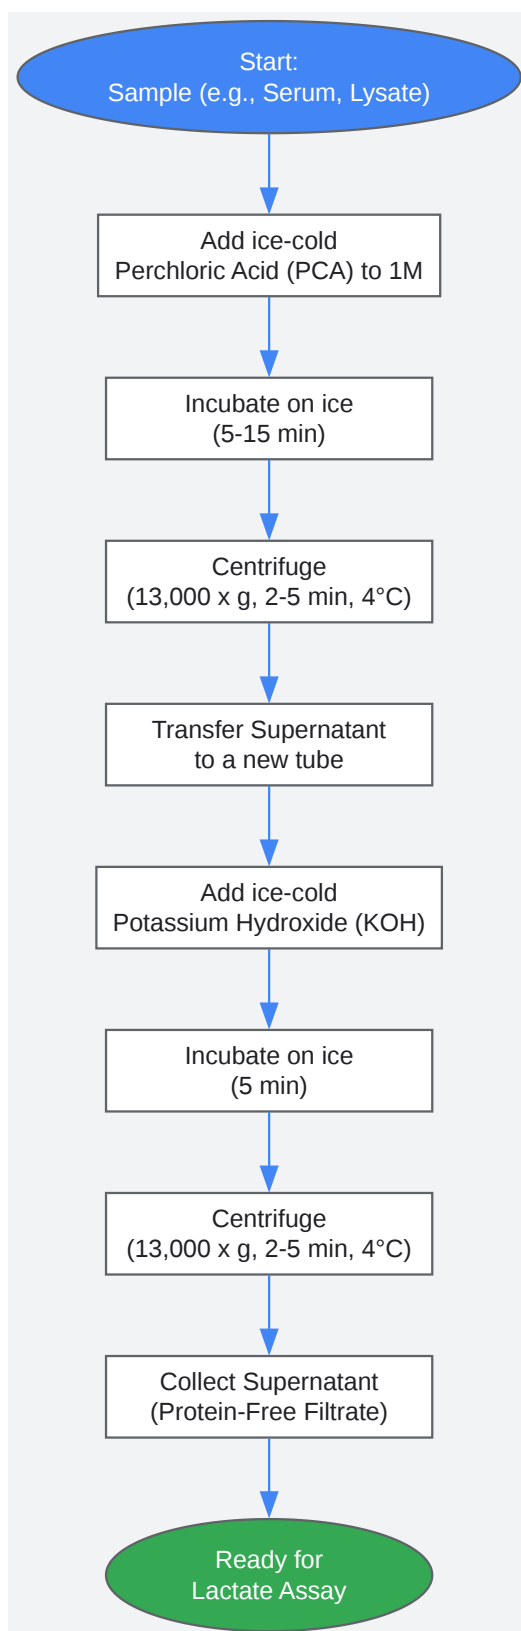 Start:
Sample (e.g., Serum, Lysate)
Add ice-cold
Perchloric Acid (PCA) to 1M
Incubate on ice
(5-15 min)
Centrifuge
(13,000 x g, 2-5 min, 4°C)
Transfer Supernatant
to a new tube
Add ice-cold
Potassium Hydroxide (KOH)
Incubate on ice
(5 min)
Centrifuge
(13,000 x g, 2-5 min, 4°C)
Collect Supernatant
(Protein-Free Filtrate)
Ready for
Lactate Assay